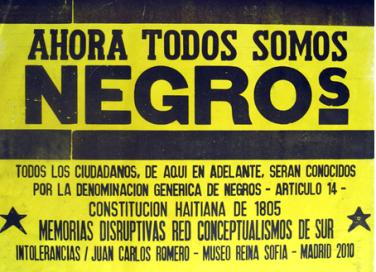 AHORA TODOS SOMOS
NEGROS
TODOS LOS CIUDADANOS, DE AQUI EN ADELANTE, SERAN CONOCIDOS
POR LA DENOMINACION GENERICA DE NEGROS - ARTICULO 14 -
CONSTITUCION HAITIANA DE 1805
MEMORIAS DISRUPTIVAS RED CONCEPTUALISMOS DE SUR
INTOLERANCIAS / JUAN CARLOS ROMERO - MUSEO REINA SOFIA - MADRID 2010